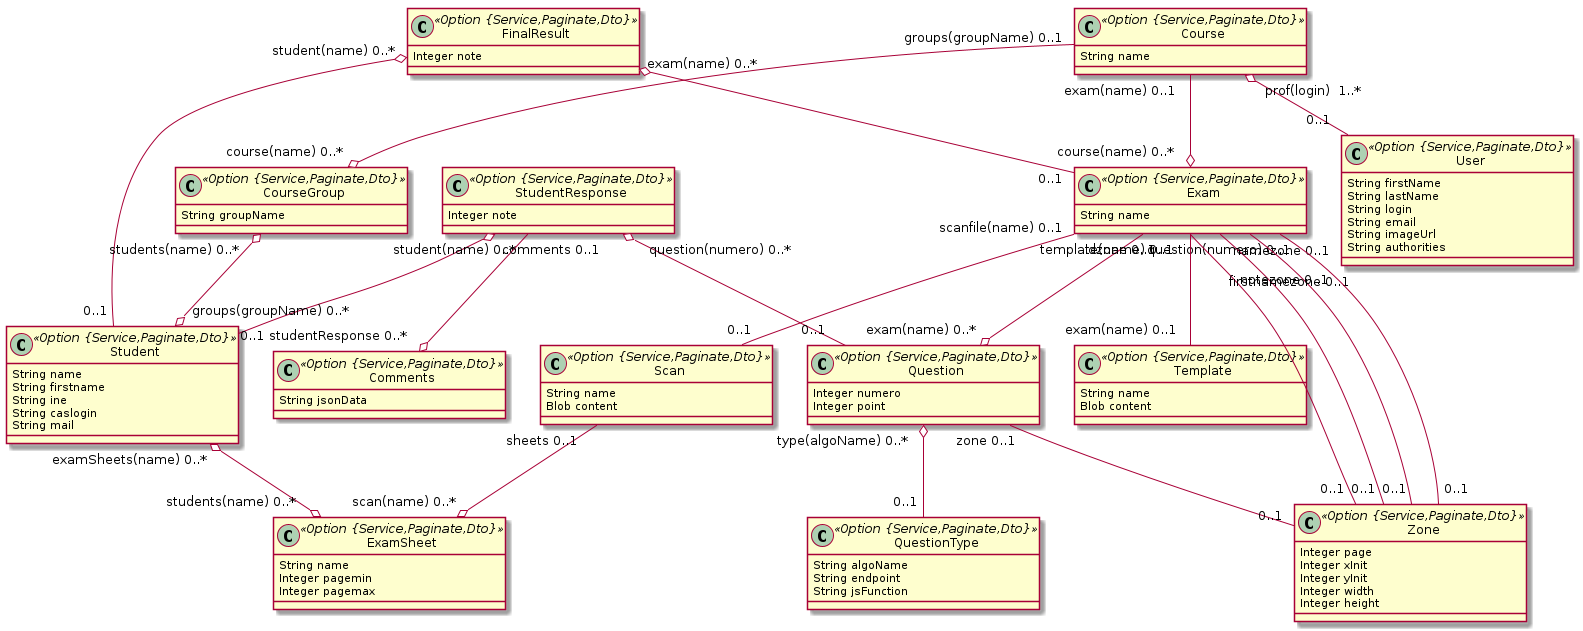 C «Option {Service,Paginate,Dto}»
FinalResult
Integer note
C «Option {Service,Paginate,Dto}»
Course
String name
student(name) 0..*
exam(name) 0..*
groups(groupName) 0..1
exam(name) 0..1
prof(login)  1..*
0..1
course(name) 0..*
course(name) 0..*
0..1
C «Option {Service,Paginate,Dto}»
CourseGroup
String groupName
C «Option {Service,Paginate,Dto}»
StudentResponse
Integer note
C «Option {Service,Paginate,Dto}»
Exam
String name
C «Option {Service,Paginate,Dto}»
User
String firstName
String lastName
String login
String email
String imageUrl
String authorities
students(name) 0..*
student(name) 0..*
comments 0..1
question(numero) 0..*
scanfile(name) 0..1
template(name) 0..1
question(numero) 0..1
namezone 0..1
notezone 0..1
firstnamezone 0..1
0..1
groups(groupName) 0..*
0..1
studentResponse 0..*
0..1
0..1
exam(name) 0..*
exam(name) 0..1
C «Option {Service,Paginate,Dto}»
Student
String name
String firstname
String ine
String caslogin
String mail
C «Option {Service,Paginate,Dto}»
Comments
String jsonData
C «Option {Service,Paginate,Dto}»
Scan
String name
Blob content
C «Option {Service,Paginate,Dto}»
Question
Integer numero
Integer point
C «Option {Service,Paginate,Dto}»
Template
String name
Blob content
examSheets(name) 0..*
students(name) 0..*
sheets 0..1
scan(name) 0..*
type(algoName) 0..*
0..1
zone 0..1
0..1
0..1
0..1
0..1
0..1
C «Option {Service,Paginate,Dto}»
ExamSheet
String name
Integer pagemin
Integer pagemax
C «Option {Service,Paginate,Dto}»
QuestionType
String algoName
String endpoint
String jsFunction
C «Option {Service,Paginate,Dto}»
Zone
Integer page
Integer xInit
Integer yInit
Integer width
Integer height